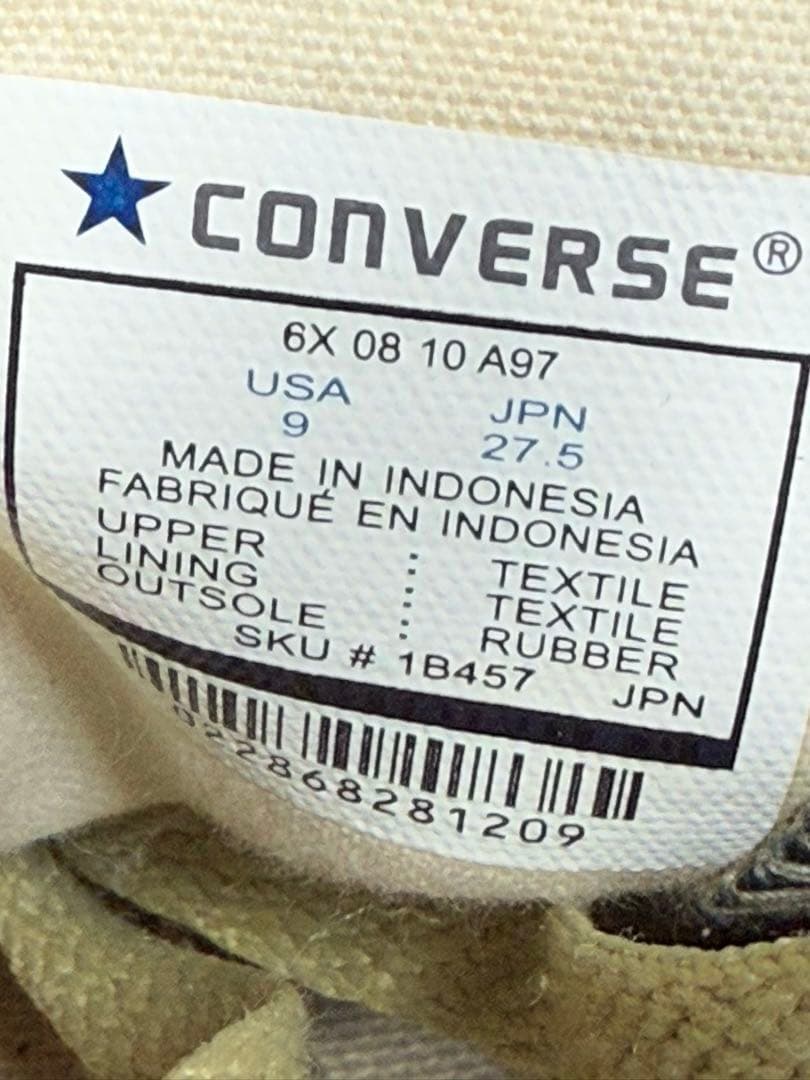 CONVERSE®
6X 08 10 A97
USA JPN
9 27.5
MADE IN INDONESIA
FABRIQUÉ EN INDONESIA
UPPER : TEXTILE
LINING : TEXTILE
OUTSOLE : RUBBER
SKU # 1B457 JPN
022868281209